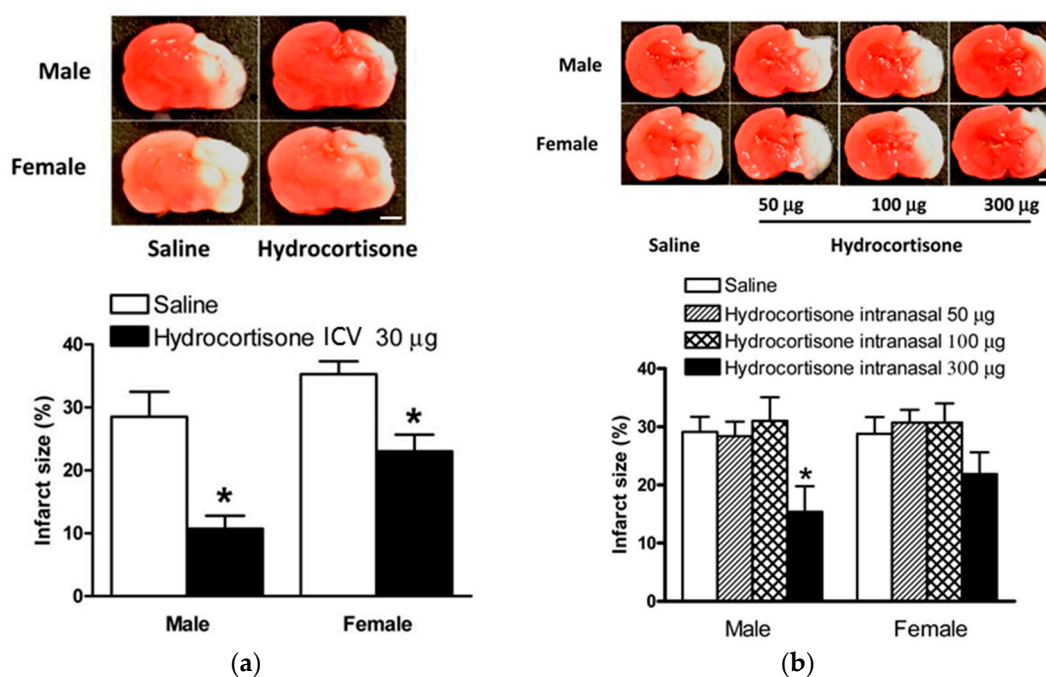 Male
Female
Saline Hydrocortisone
Saline
Hydrocortisone ICV 30 μg
Infarct size (%)
40
30
20
10
0
*
*
Male Female
(a)
Male
Female
50 μg 100 μg 300 μg
Saline Hydrocortisone
Saline
Hydrocortisone intranasal 50 μg
Hydrocortisone intranasal 100 μg
Hydrocortisone intranasal 300 μg
Infarct size (%)
40
30
20
10
0
*
Male Female
(b)